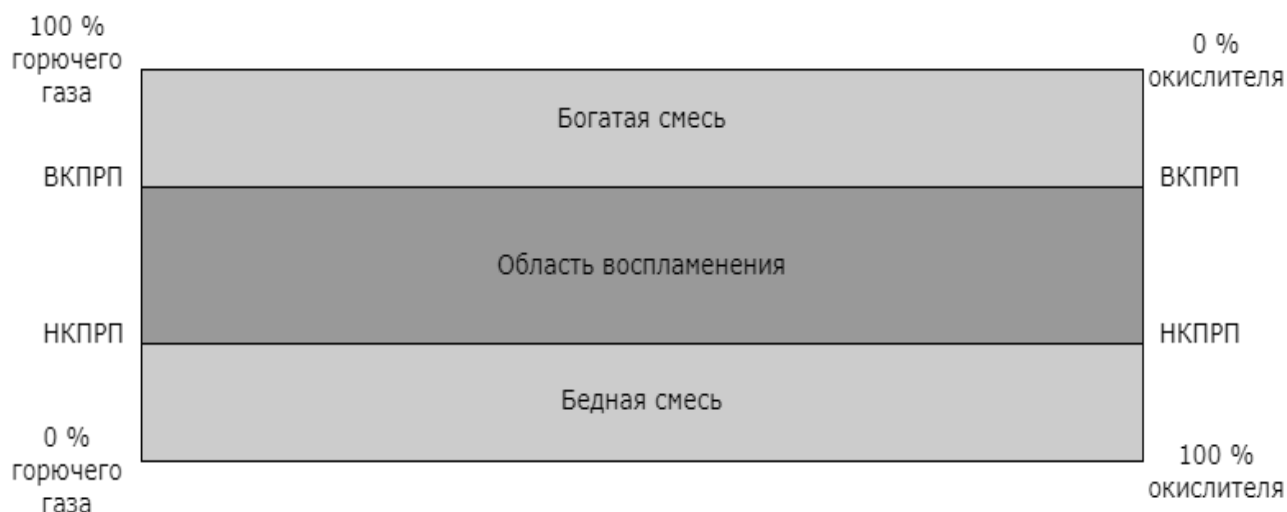 100 %
горючего
газа
0 %
окислителя
Богатая смесь
ВКПРП
ВКПРП
Область воспламенения
НКПРП
НКПРП
Бедная смесь
0 %
горючего
газа
100 %
окислителя